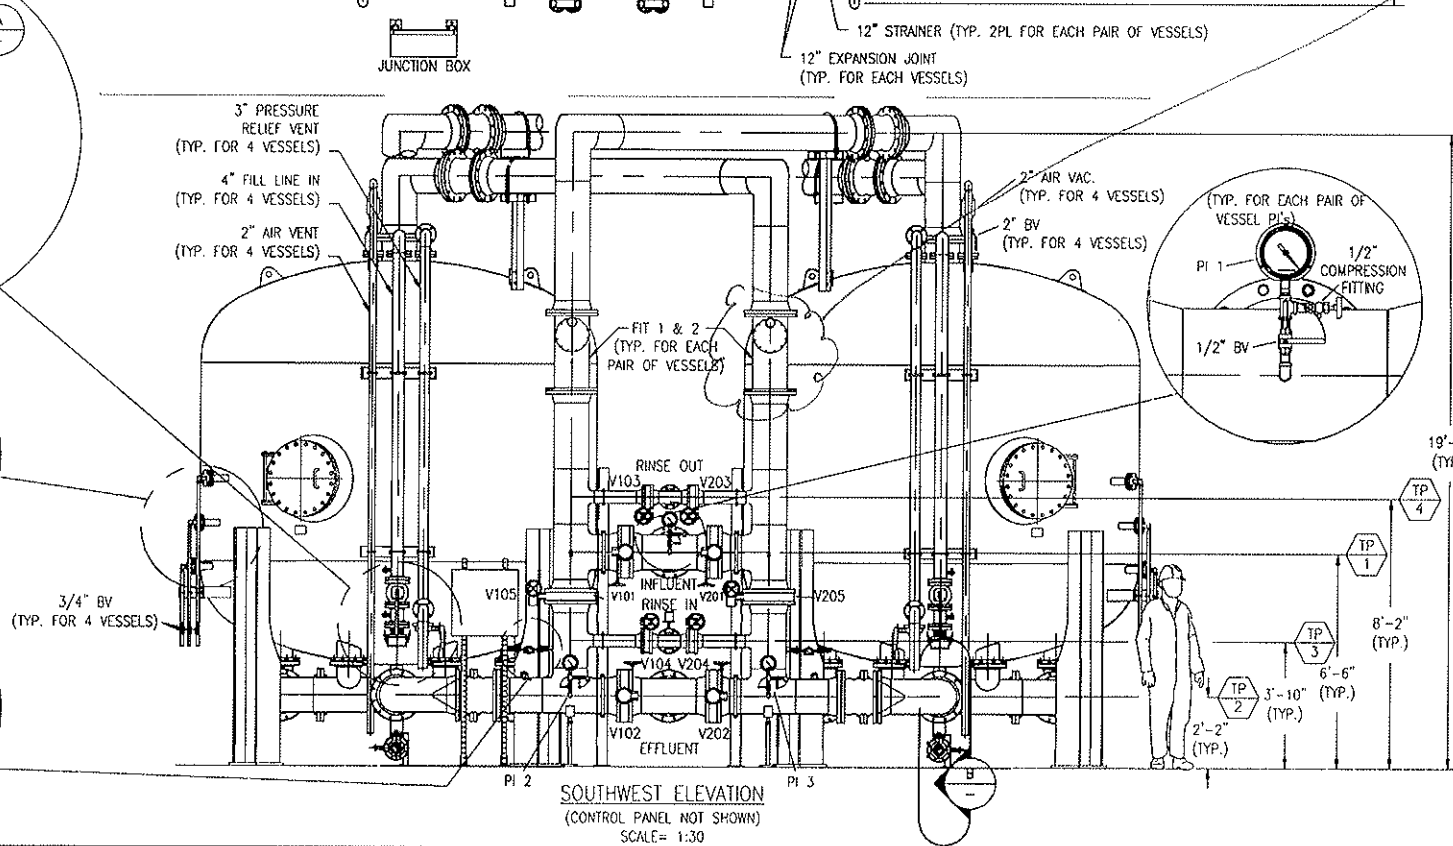 A
12" STRAINER (TYP. 2PL FOR EACH PAIR OF VESSELS)
12" EXPANSION JOINT
(TYP. FOR EACH VESSELS)
JUNCTION BOX
3" PRESSURE
RELIEF VENT
(TYP. FOR 4 VESSELS)
4" FILL LINE IN
(TYP. FOR 4 VESSELS)
2" AIR VENT
(TYP. FOR 4 VESSELS)
2" AIR VAC.
(TYP. FOR 4 VESSELS)
2" BV
(TYP. FOR 4 VESSELS)
(TYP. FOR EACH PAIR OF
VESSEL PI's)
PI 1
1/2"
COMPRESSION
FITTING
1/2" BV
FIT 1 & 2
(TYP. FOR EACH
PAIR OF VESSELS)
19'-
(TY
RINSE OUT
V103 V203
TP
4
TP
1
INFLUENT
V105 V101 V201 V205
RINSE IN
3/4" BV
(TYP. FOR 4 VESSELS)
V104 V204
8'-2"
(TYP.)
TP
3
6'-6"
(TYP.)
TP
2
3'-10"
(TYP.)
2'-2"
(TYP.)
V102 V202
EFFLUENT
PI 2
PI 3
B
SOUTHWEST ELEVATION
(CONTROL PANEL NOT SHOWN)
SCALE= 1:30